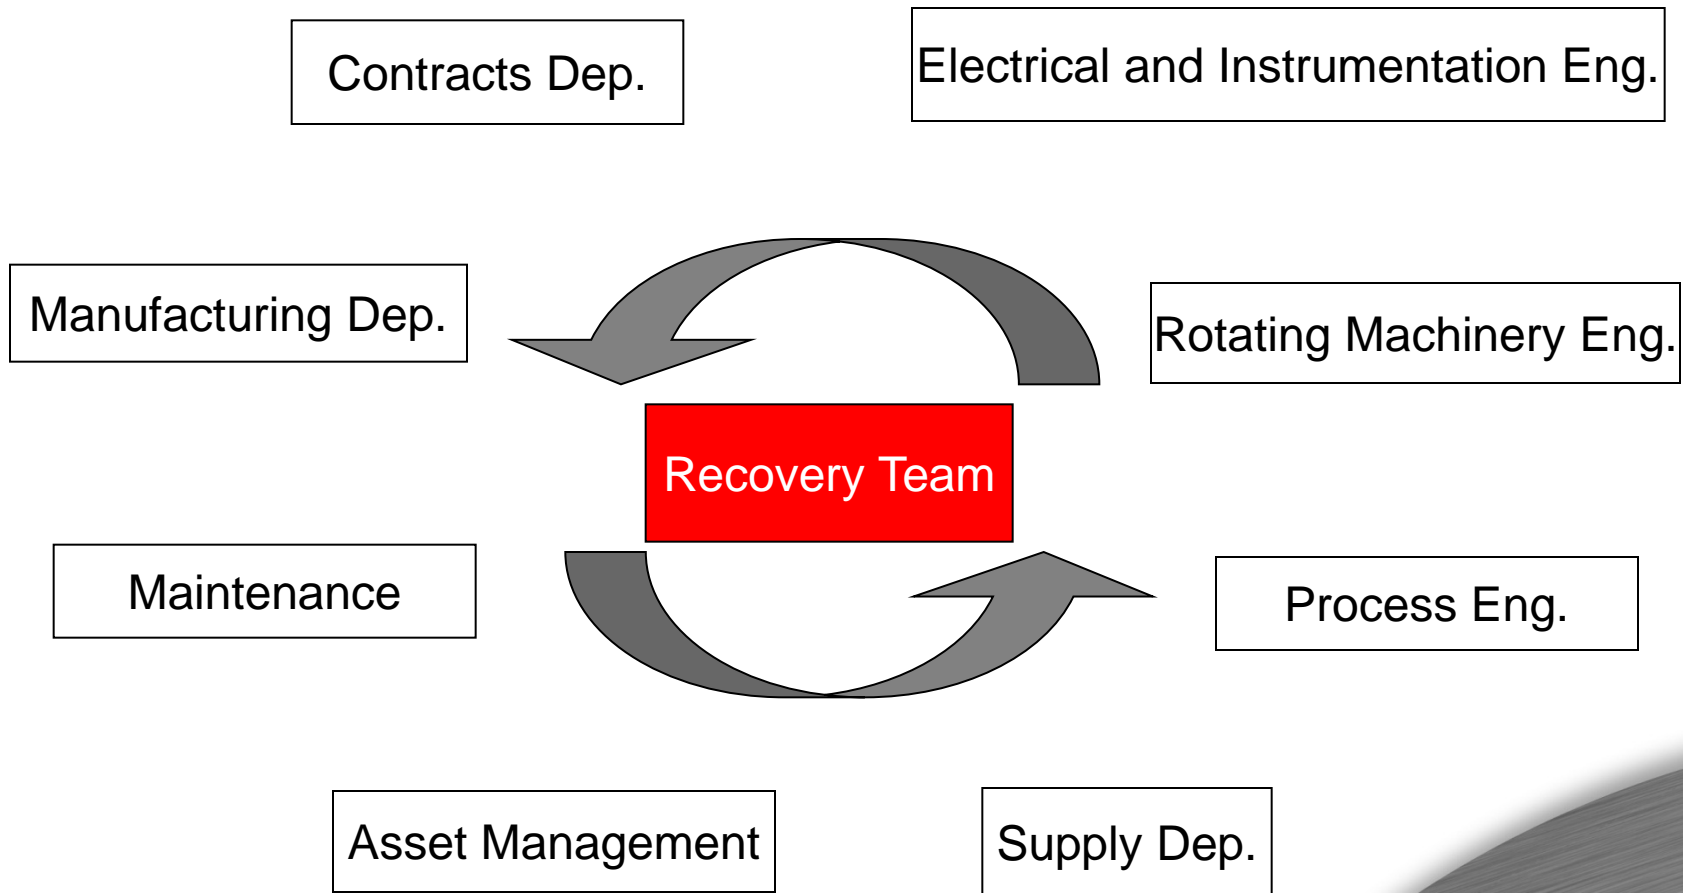 Contracts Dep.
Electrical and Instrumentation Eng.
Manufacturing Dep.
Rotating Machinery Eng.
Recovery Team
Maintenance
Process Eng.
Asset Management
Supply Dep.